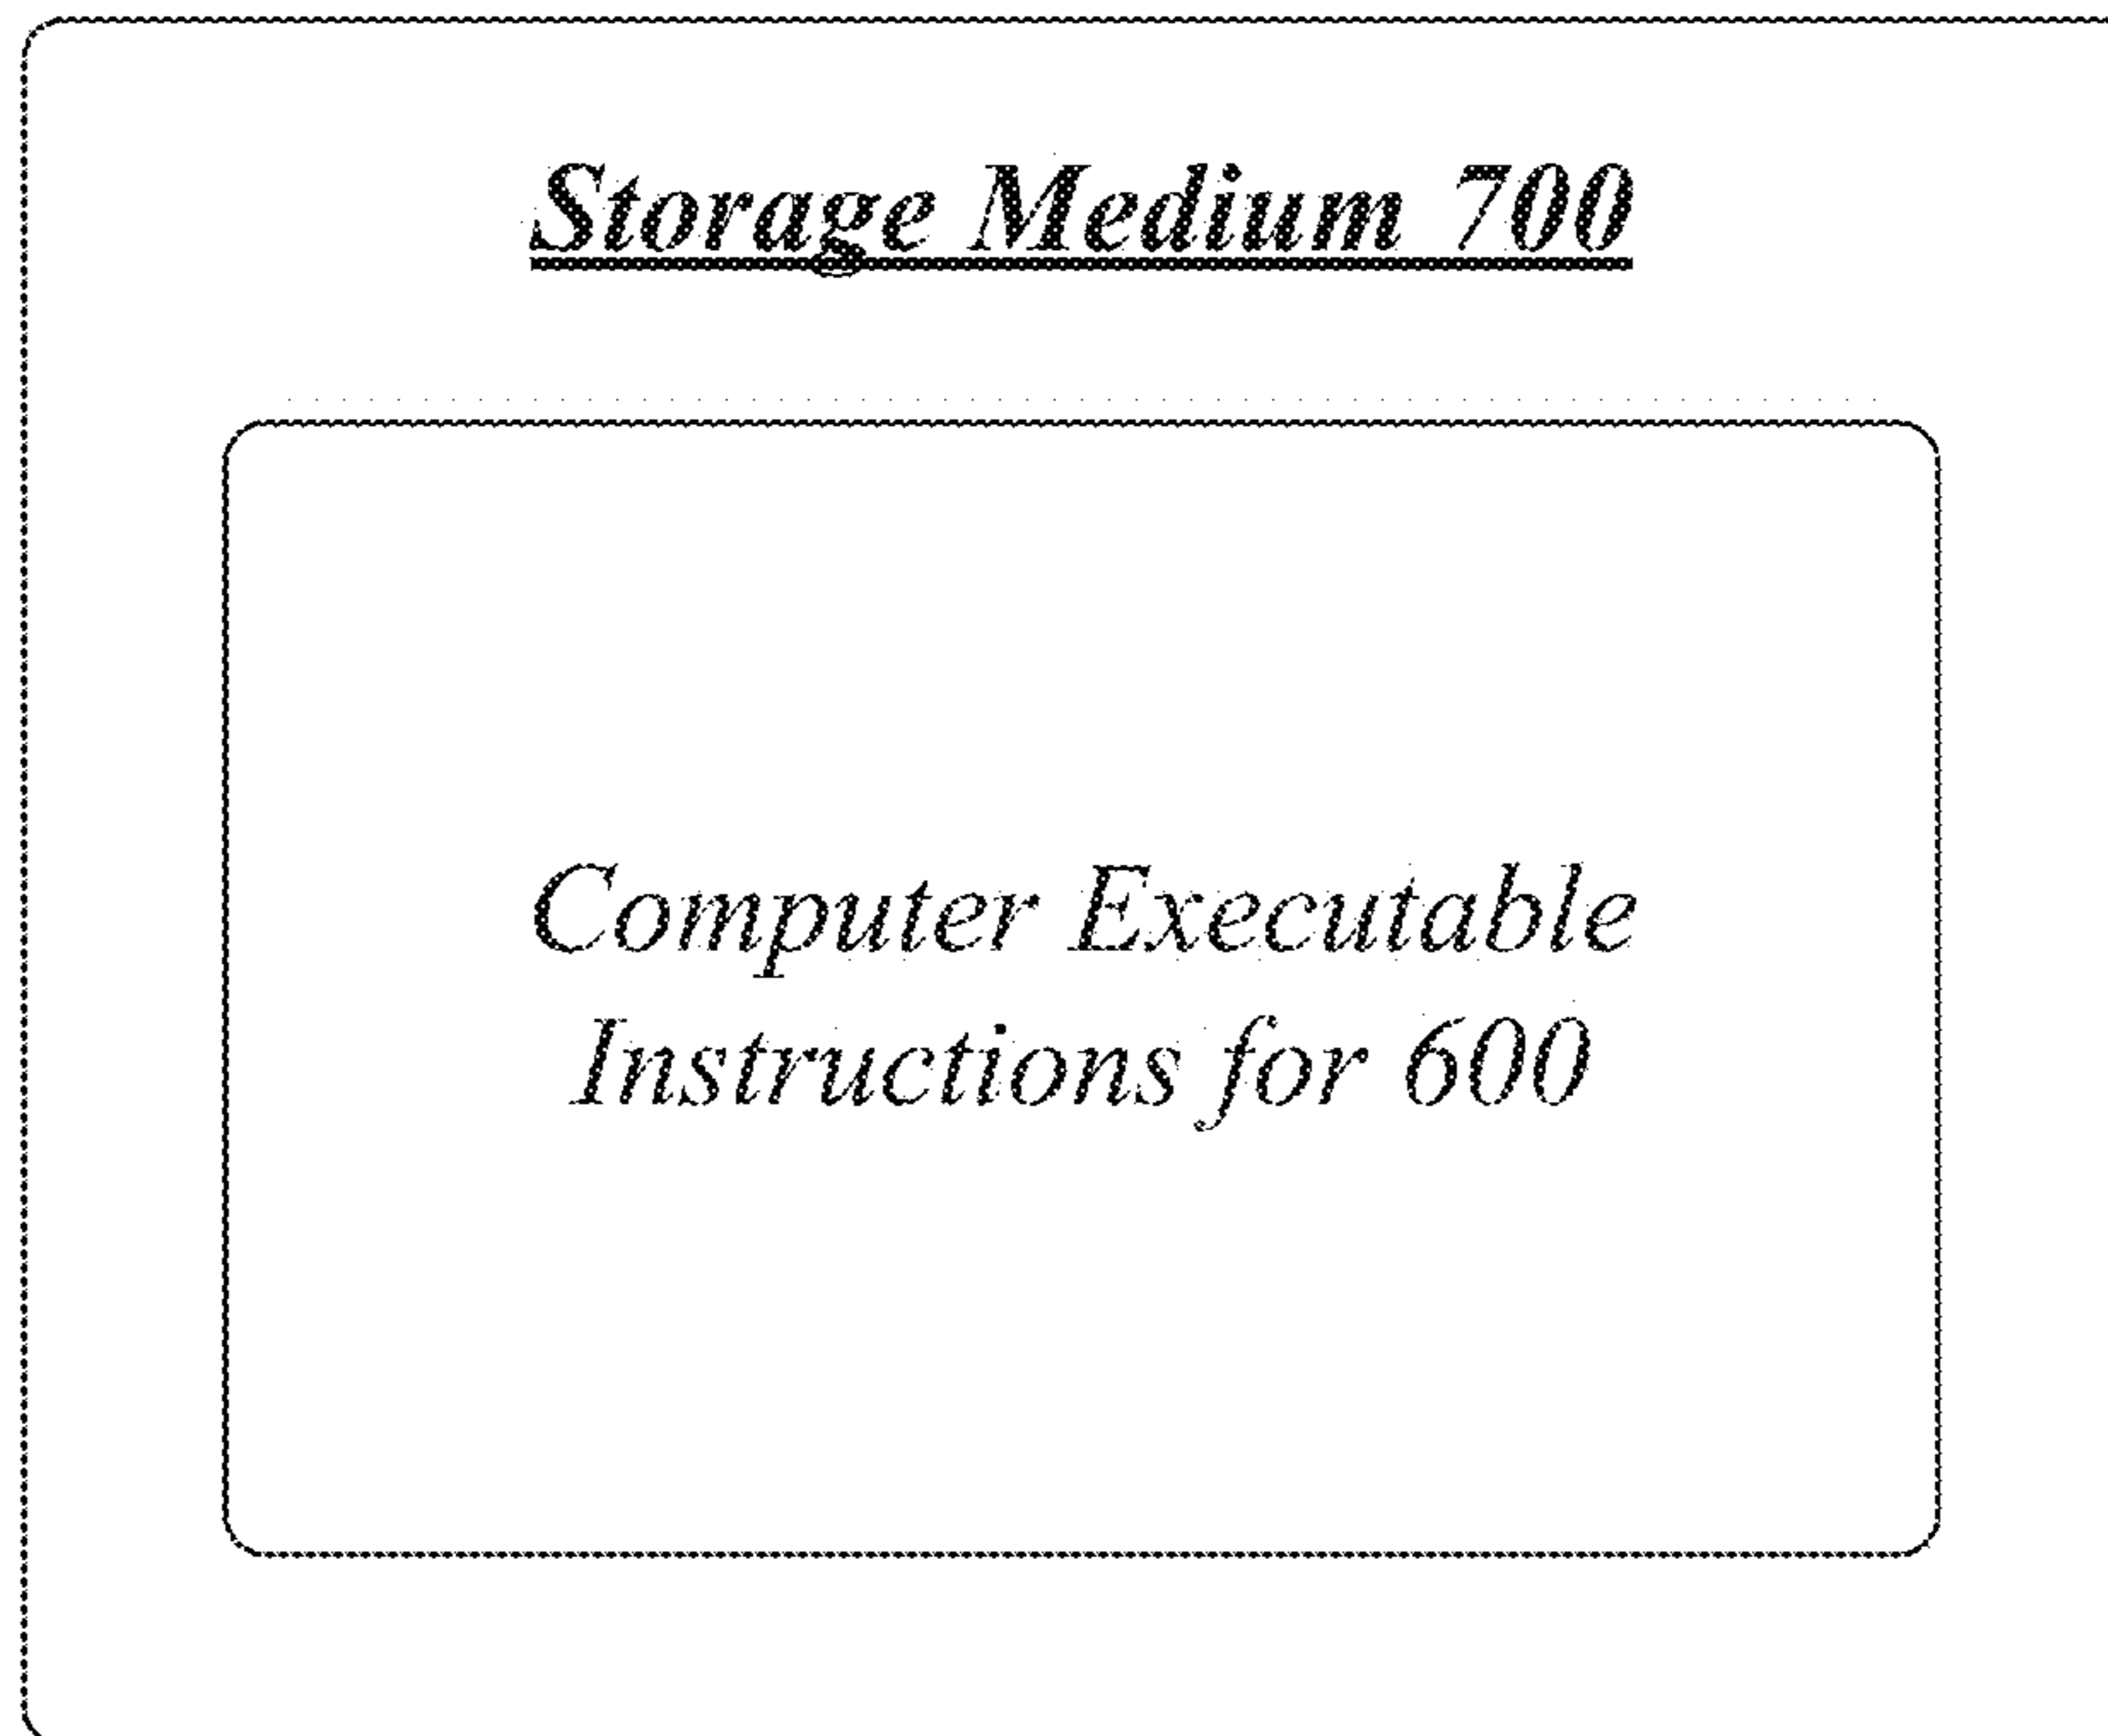 Storage Medium 700
Computer Executable
Instructions for 600